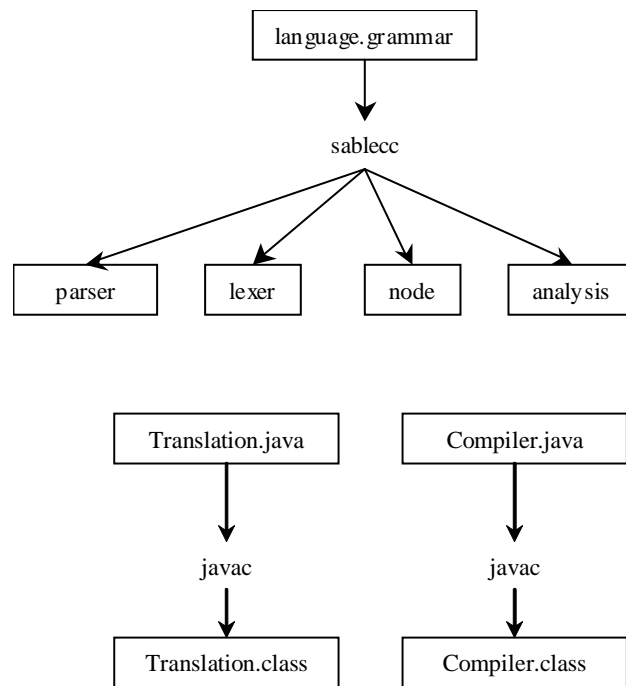 language.grammar
sablecc
parser
lexer
node
analysis
Translation.java
Compiler.java
javac
javac
Translation.class
Compiler.class